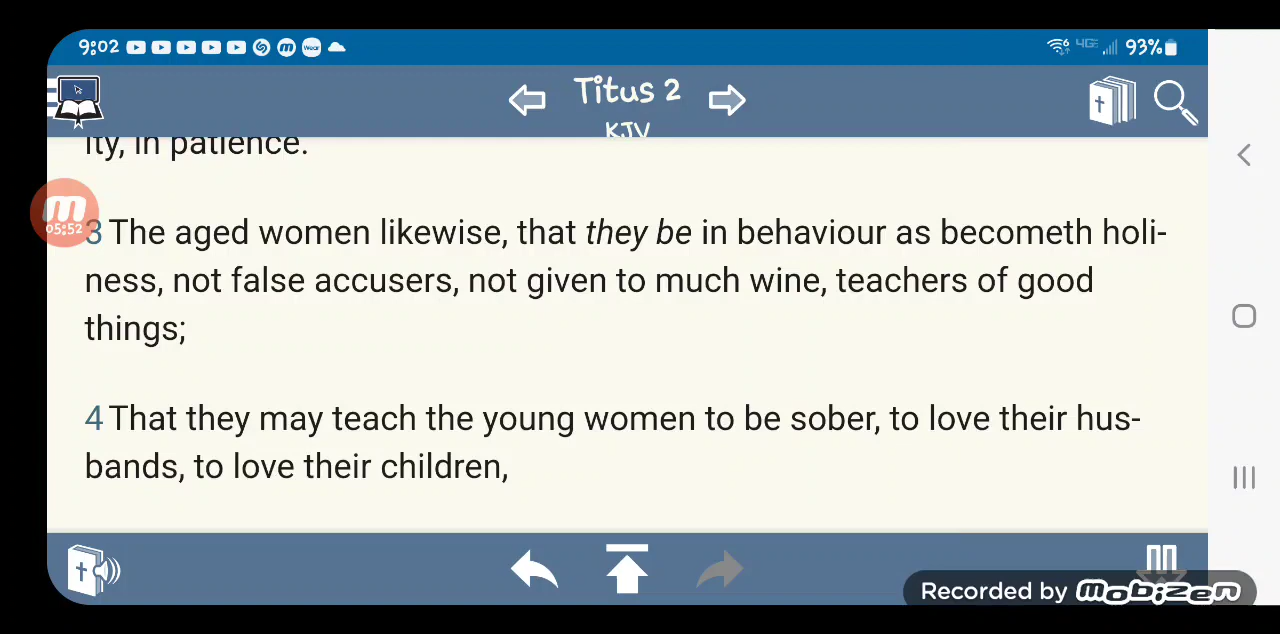 9:02 wear 6 4GE 93%
Titus 2
KJV
ity, in patience.
m
05:52
3 The aged women likewise, that they be in behaviour as becometh holi-
ness, not false accusers, not given to much wine, teachers of good
things;
4 That they may teach the young women to be sober, to love their hus-
bands, to love their children,
Recorded by mobizen